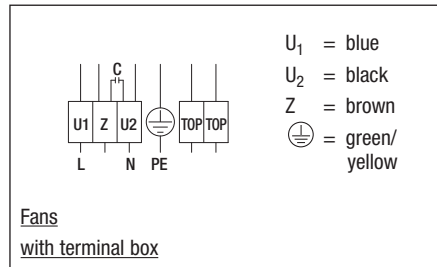 C
U1 Z U2 TOP TOP
L N PE
U₁ = blue
U₂ = black
Z = brown
= green/
yellow
Fans
with terminal box